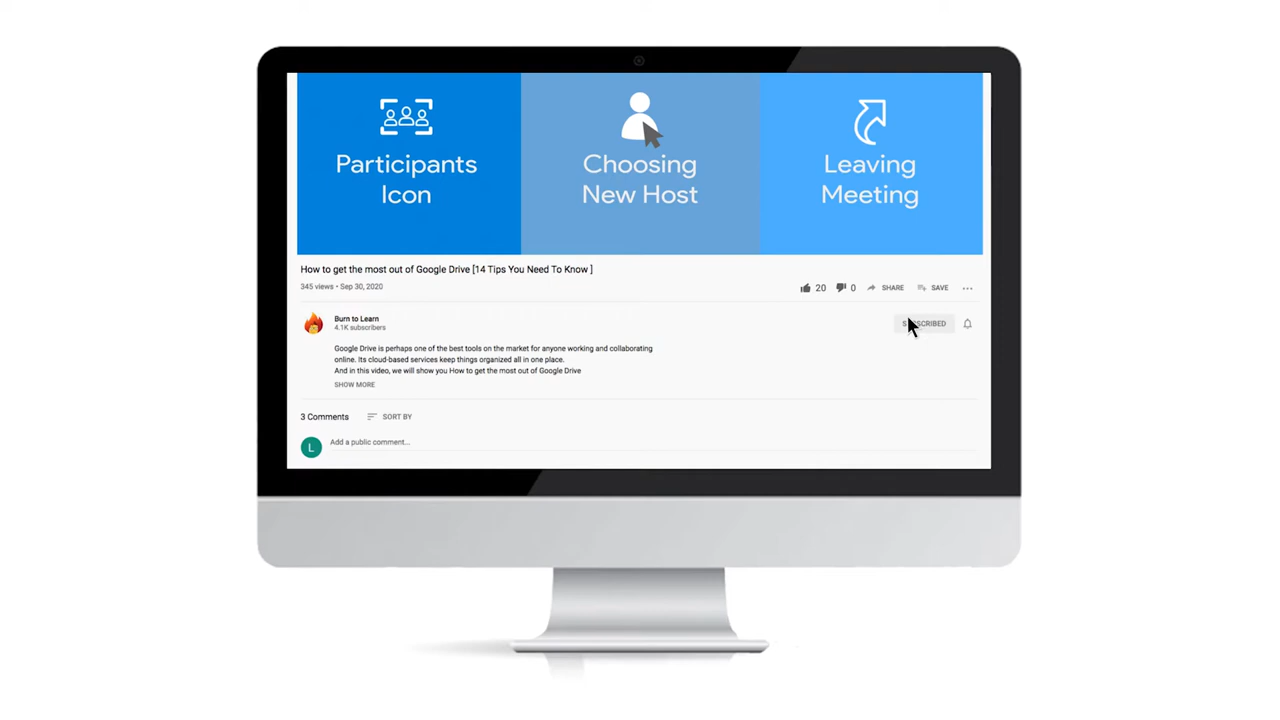 Participants
Icon
Choosing
New Host
Leaving
Meeting
How to get the most out of Google Drive [14 Tips You Need To Know ]
345 views • Sep 30, 2020
20
0
SHARE
SAVE
Burn to Learn
4.1K subscribers
SUBSCRIBED
Google Drive is perhaps one of the best tools on the market for anyone working and collaborating
online. Its cloud-based services keep things organized all in one place.
And in this video, we will show you How to get the most out of Google Drive
SHOW MORE
3 Comments
SORT BY
L
Add a public comment...